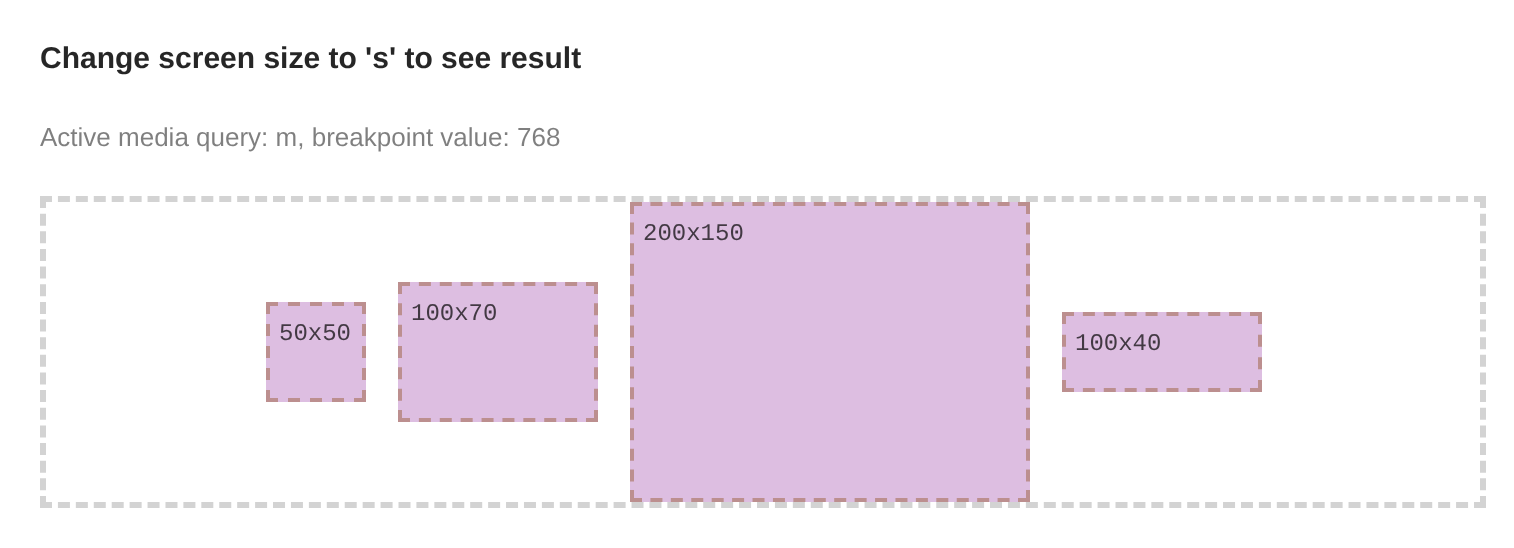 Change screen size to 's' to see result
Active media query: m, breakpoint value: 768
200x150
100x70
50x50
100x40